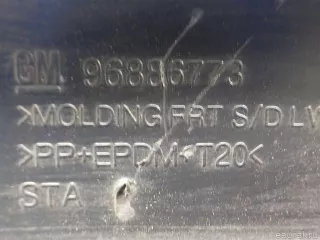 GM 96886773
>MOLDING FRT S/D LW
>PP+EPDM-T20<
STA